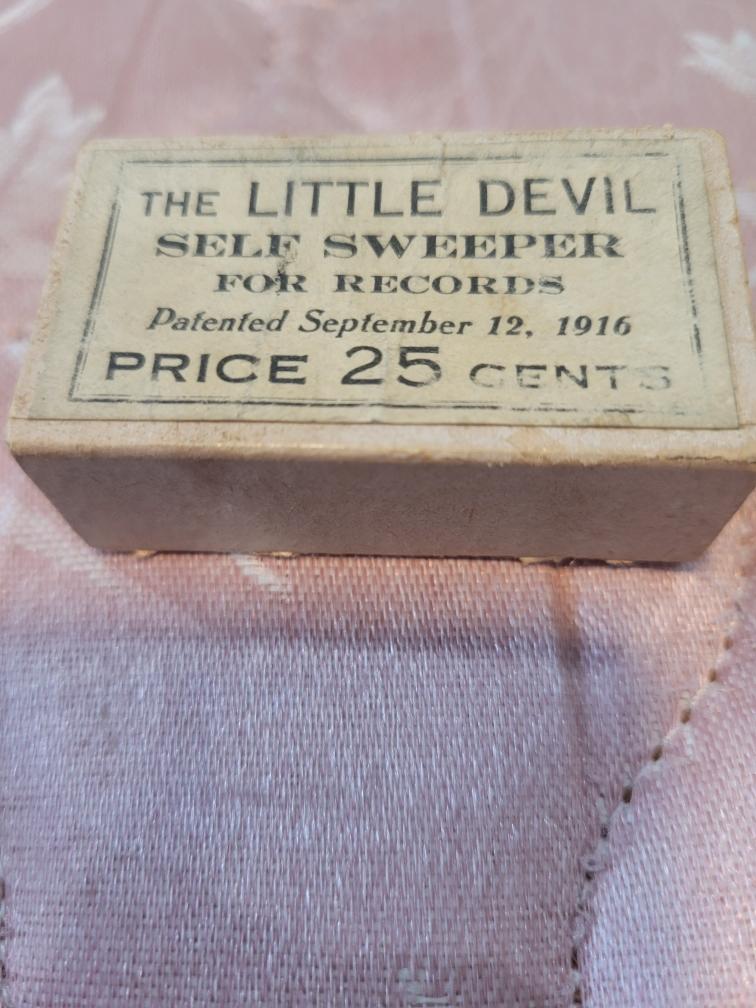 THE LITTLE DEVIL
SELF SWEEPER
FOR RECORDS
Patented September 12, 1916
PRICE 25 CENTS